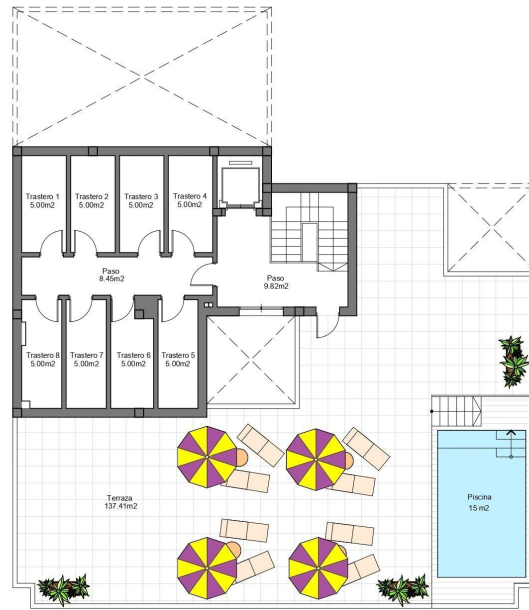 Trastero 1
5.00m2
Trastero 2
5.00m2
Trastero 3
5.00m2
Trastero 4
5.00m2
Paso
8.45m2
Paso
9.82m2
Trastero 8
5.00m2
Trastero 7
5.00m2
Trastero 6
5.00m2
Trastero 5
5.00m2
Terraza
137.41m2
Piscina
15 m2